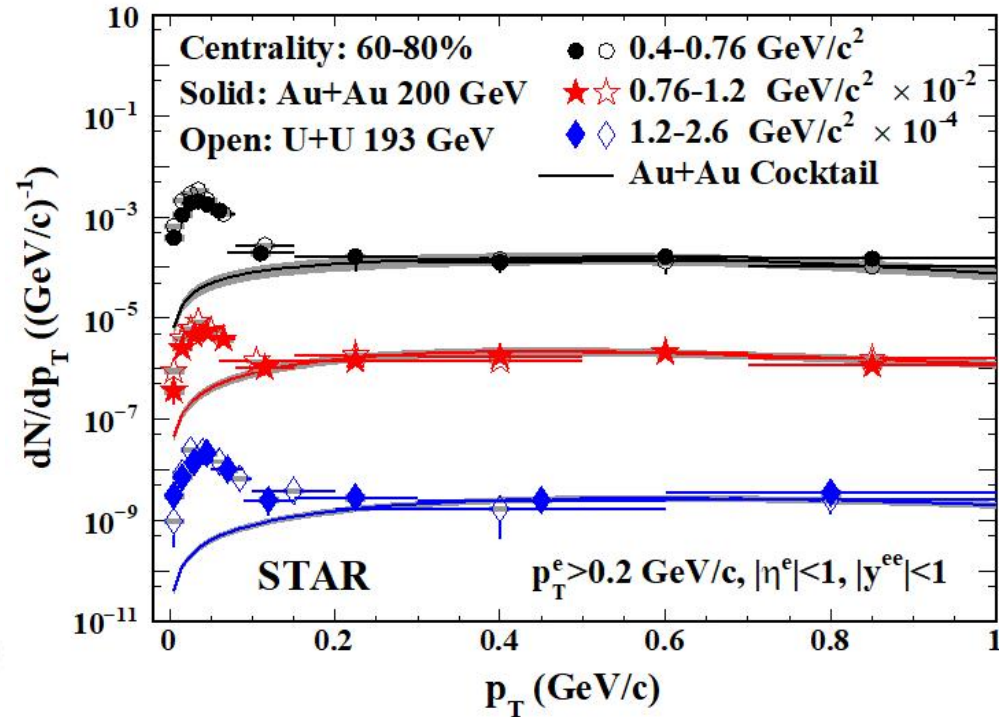 Centrality: 60-80%
Solid: Au+Au 200 GeV
Open: U+U 193 GeV
0.4-0.76 GeV/c²
0.76-1.2 GeV/c² × 10⁻²
1.2-2.6 GeV/c² × 10⁻⁴
Au+Au Cocktail
dN/dp_T ((GeV/c)⁻¹
10
10⁻¹
10⁻³
10⁻⁵
10⁻⁷
10⁻⁹
10⁻¹¹
STAR
p_T^e>0.2 GeV/c, |η^e|<1, |y^ee|<1
0 0.2 0.4 0.6 0.8 1
p_T (GeV/c)